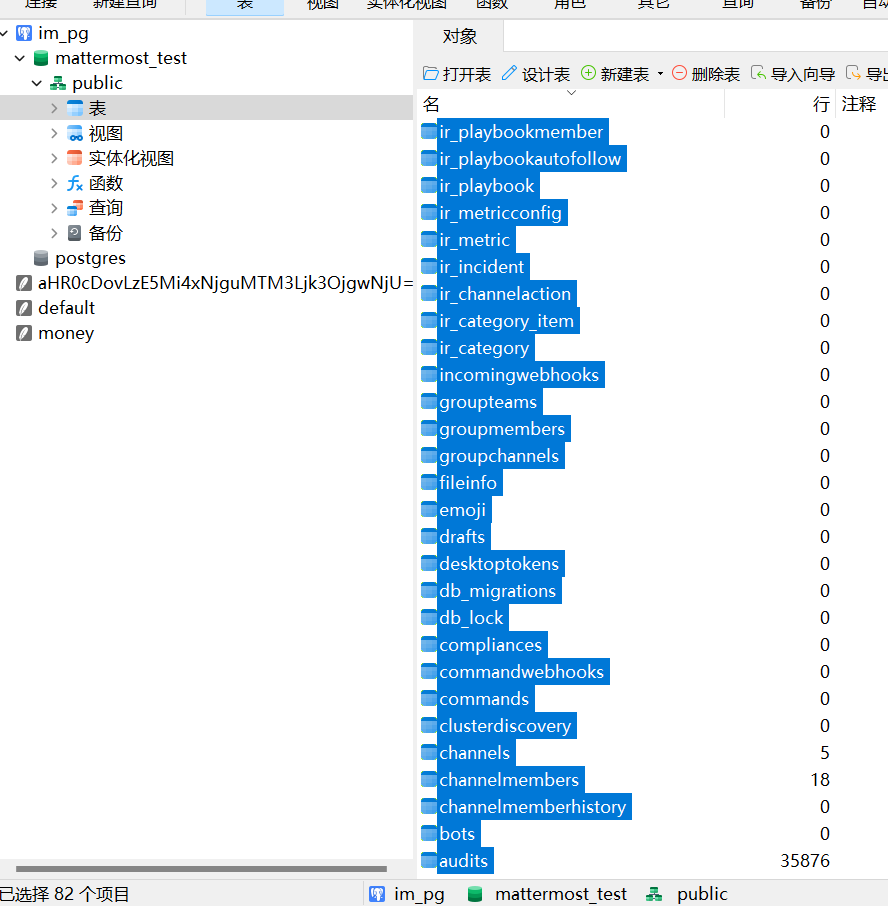 连接 新建查询 表 视图 实体化视图 函数 角色 其它 查询 备份 自动
im_pg
mattermost_test
public
表
视图
实体化视图
函数
查询
备份
postgres
aHR0cDovLzE5Mi4xNjguMTM3Ljk3OjgwNjU=
default
money
对象
打开表 设计表 新建表 删除表 导入向导 导出
名 行 注释
ir_playbookmember 0
ir_playbookautofollow 0
ir_playbook 0
ir_metricconfig 0
ir_metric 0
ir_incident 0
ir_channelaction 0
ir_category_item 0
ir_category 0
incomingwebhooks 0
groupteams 0
groupmembers 0
groupchannels 0
fileinfo 0
emoji 0
drafts 0
desktoptokens 0
db_migrations 0
db_lock 0
compliances 0
commandwebhooks 0
commands 0
clusterdiscovery 0
channels 5
channelmembers 18
channelmemberhistory 0
bots 0
audits 35876
已选择 82 个项目 im_pg mattermost_test public